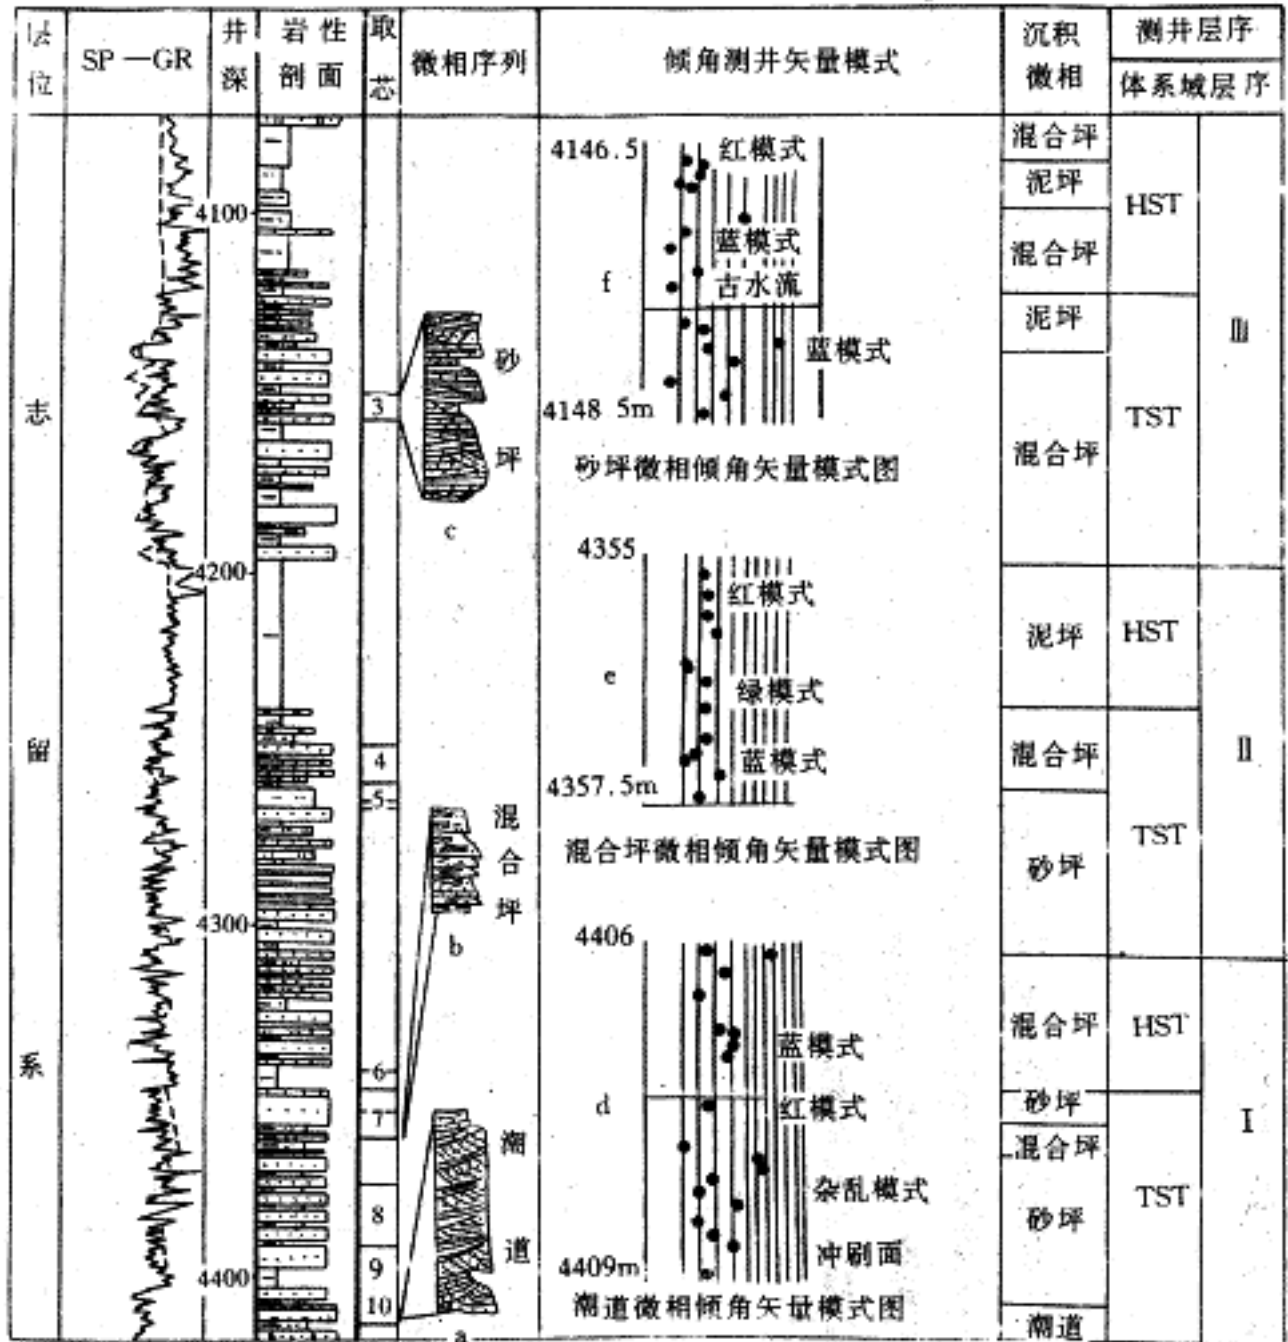 层位
SP—GR
井深
岩性剖面
取芯
微相序列
倾角测井矢量模式
沉积微相
测井层序
体系域
层序
志留系
4100
4200
4300
4400
3
4
5
6
7
8
9
10
砂坪
c
混合坪
b
潮道
a
4146.5
红模式
蓝模式
f
古水流
蓝模式
4148 5m
砂坪微相倾角矢量模式图
4355
红模式
e
绿模式
蓝模式
4357.5m
混合坪微相倾角矢量模式图
4406
蓝模式
d
红模式
杂乱模式
冲刷面
4409m
潮道微相倾角矢量模式图
混合坪
泥坪
混合坪
泥坪
混合坪
泥坪
混合坪
砂坪
混合坪
砂坪
混合坪
砂坪
潮道
HST
TST
HST
TST
HST
TST
Ⅲ
Ⅱ
Ⅰ